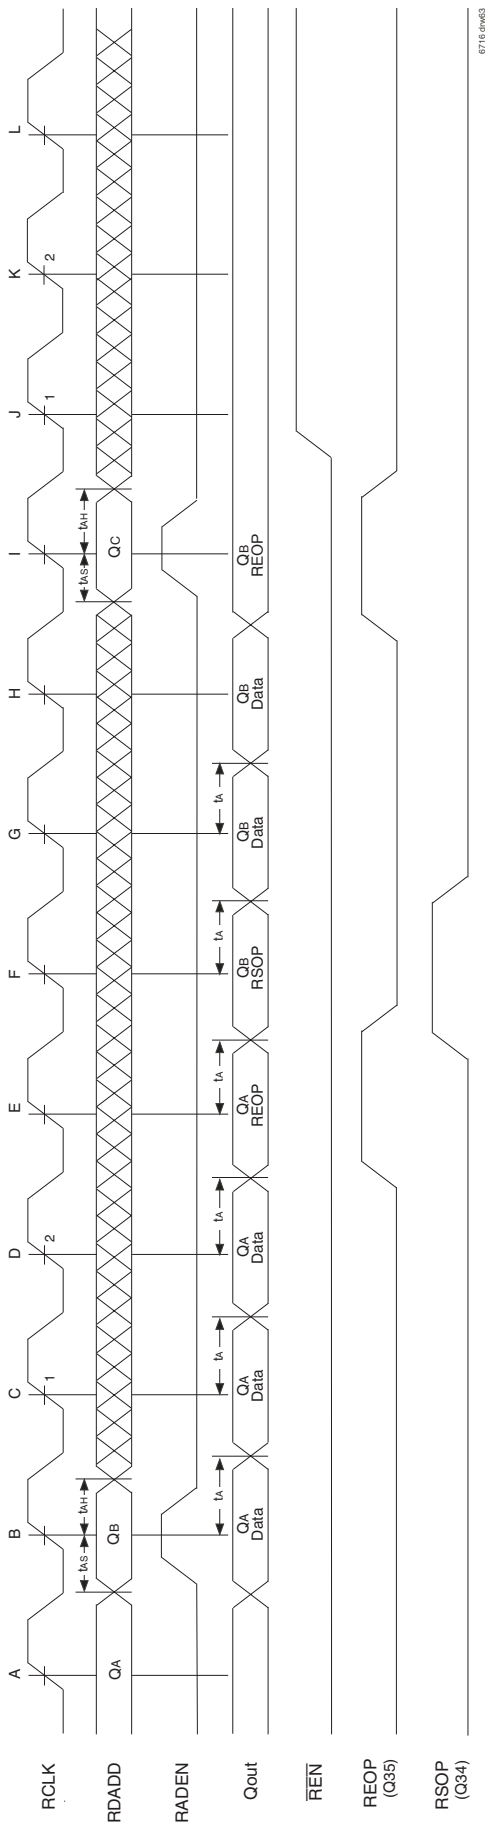 A B C D E F G H I J K L
1 2 1 2
RCLK
tAS tAH tAS tAH
RDADD QA QB QC
RADEN
tA tA tA tA tA tA
Qout
QA Data
QA Data
QA Data
QA REOP
QB RSOP
QB Data
QB Data
QB REOP
REN
REOP
(Q35)
RSOP
(Q34)
6716 drw63